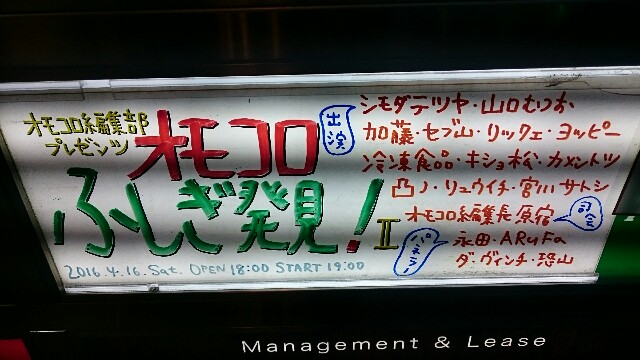 オモコロ編集部
プレゼンツ
オモコロ
ふしぎ発見!II
2016.4.16.Sat. OPEN 18:00 START 19:00
出演
シモダテツヤ・山口むつお
加藤・セブ山・リックェ・ヨッピー
冷凍食品・キショ松・カメントツ
凸ノ・リュウイチ・宮川サトシ
オモコロ編集長原宿
司会
永田・ARuFa
ダ・ヴィンチ・恐山
Management & Lease